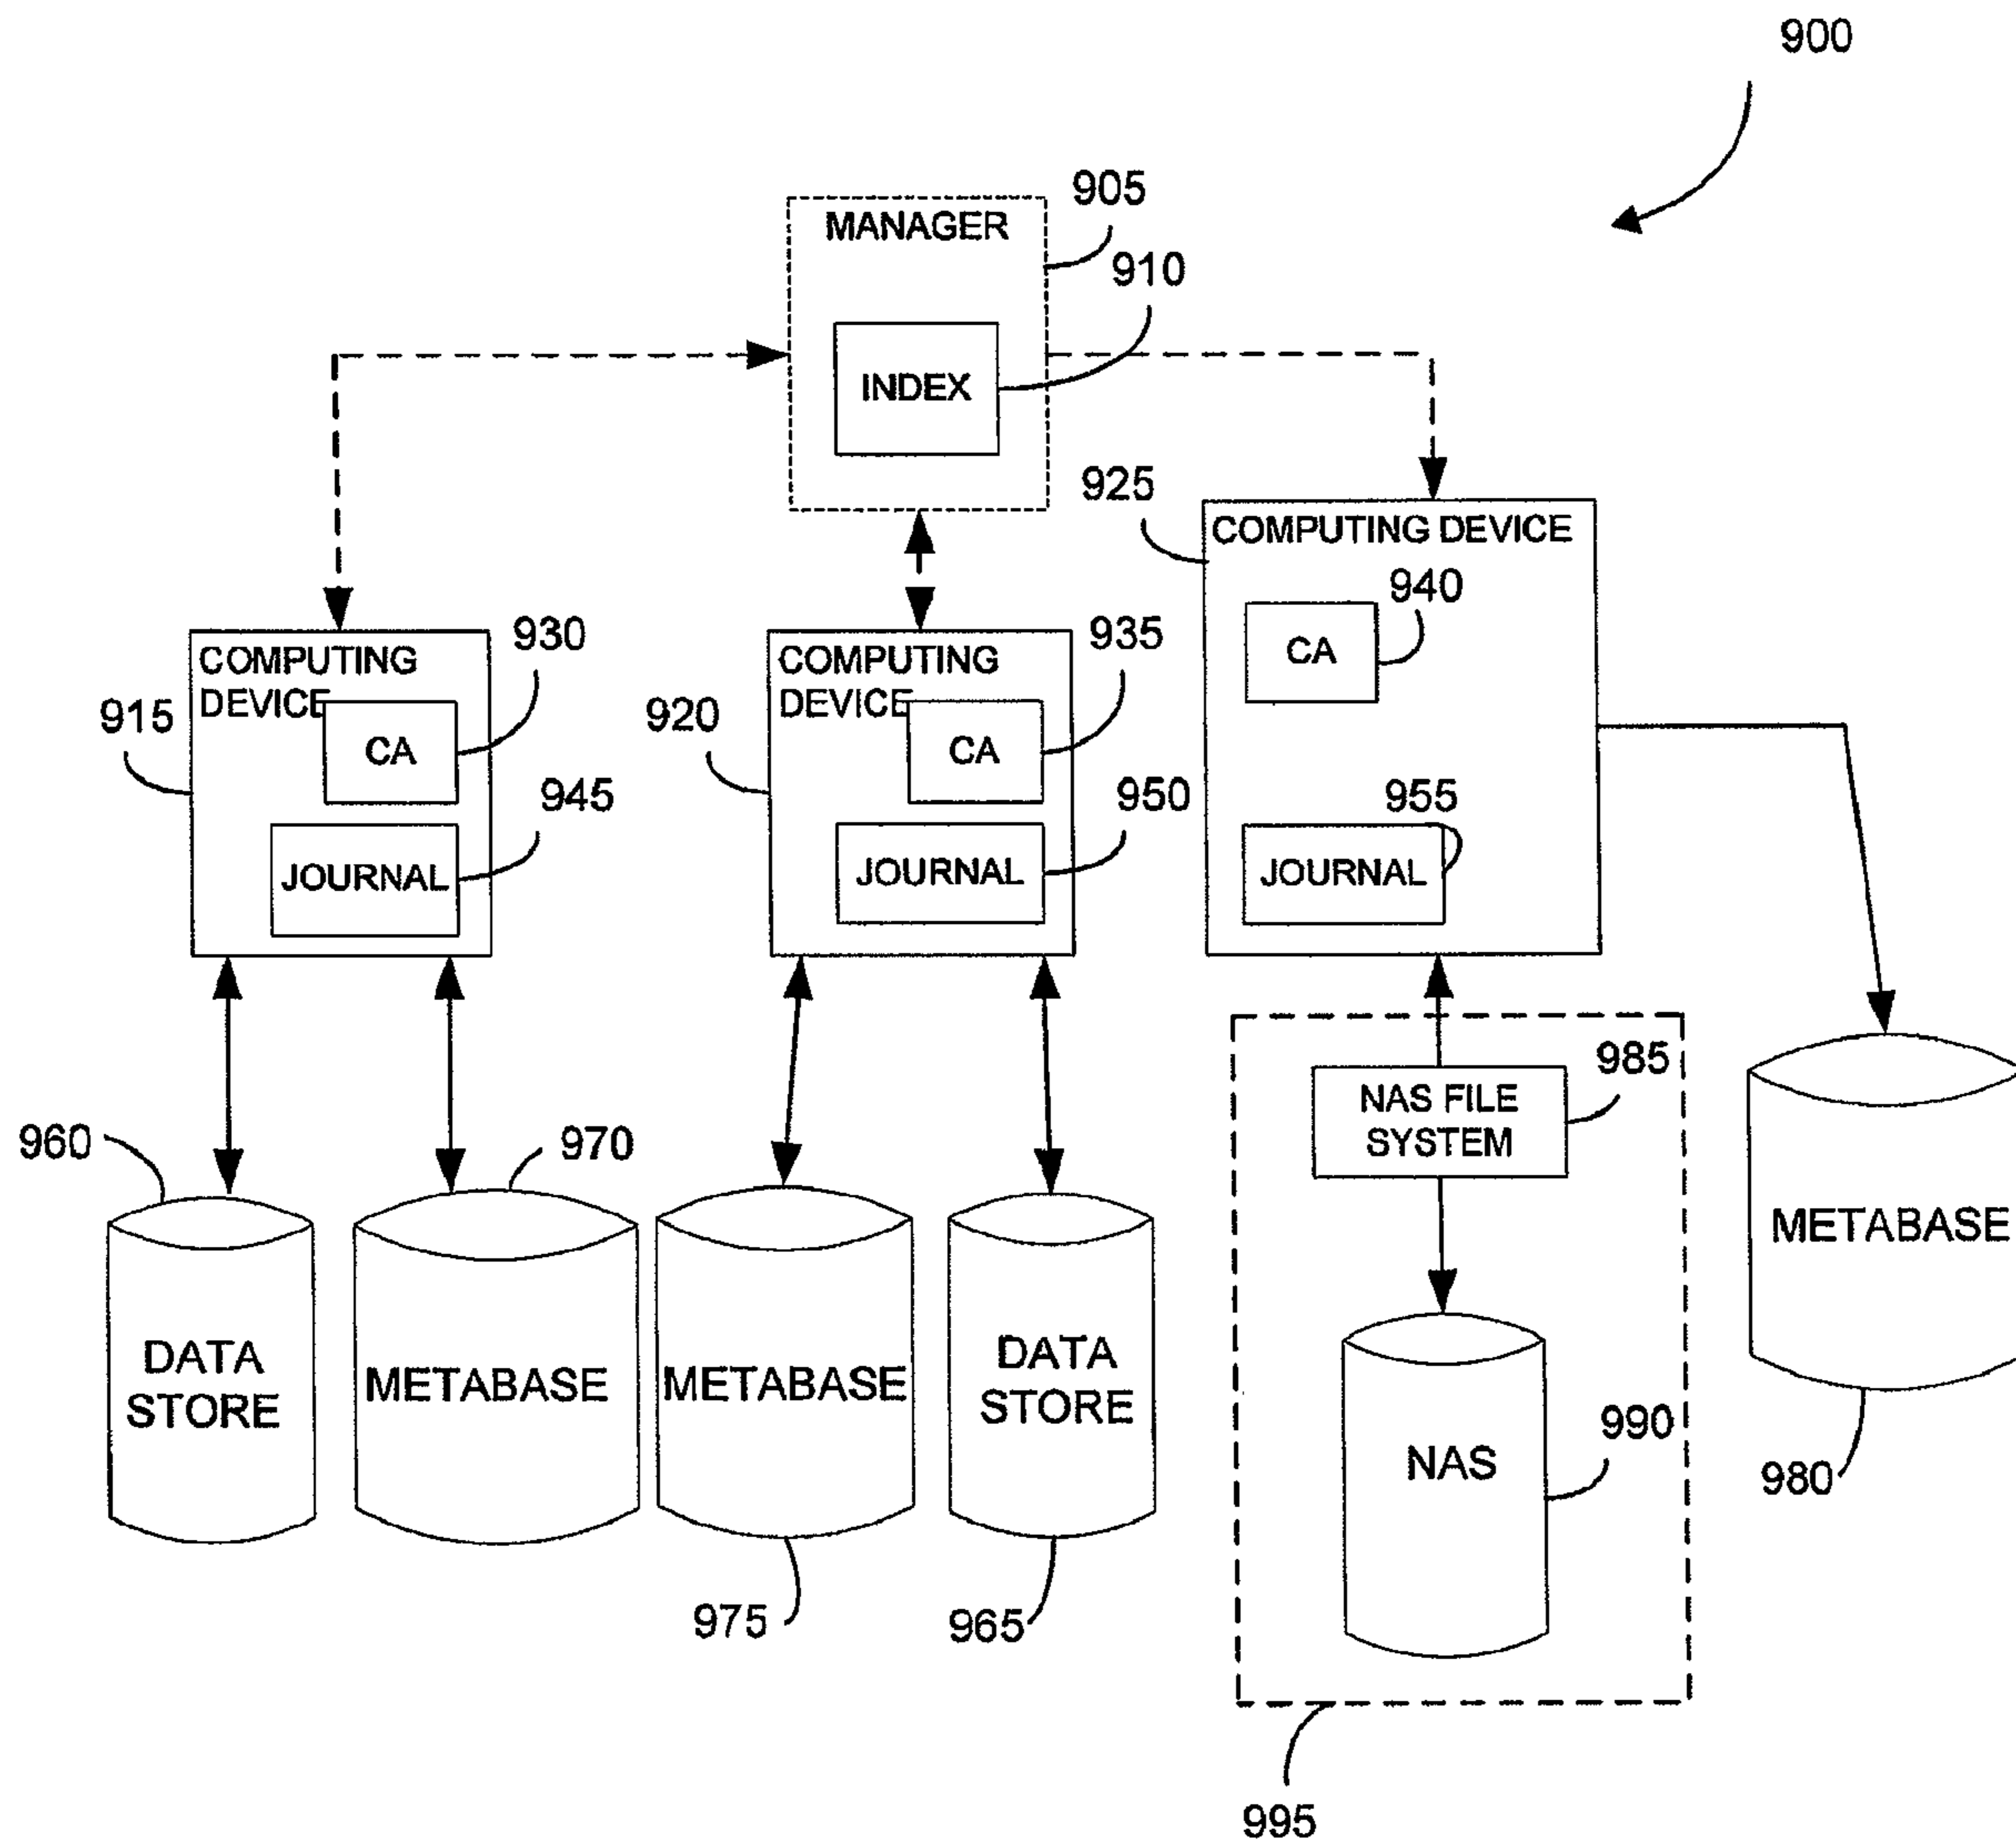 900
905
MANAGER
910
INDEX
925
COMPUTING DEVICE
940
CA
930
935
COMPUTING
DEVICE
CA
915
COMPUTING
DEVICE
CA
920
945
950
955
JOURNAL
JOURNAL
JOURNAL
985
NAS FILE
SYSTEM
960
970
METABASE
DATA
STORE
METABASE
METABASE
DATA
STORE
990
NAS
980
975
965
995